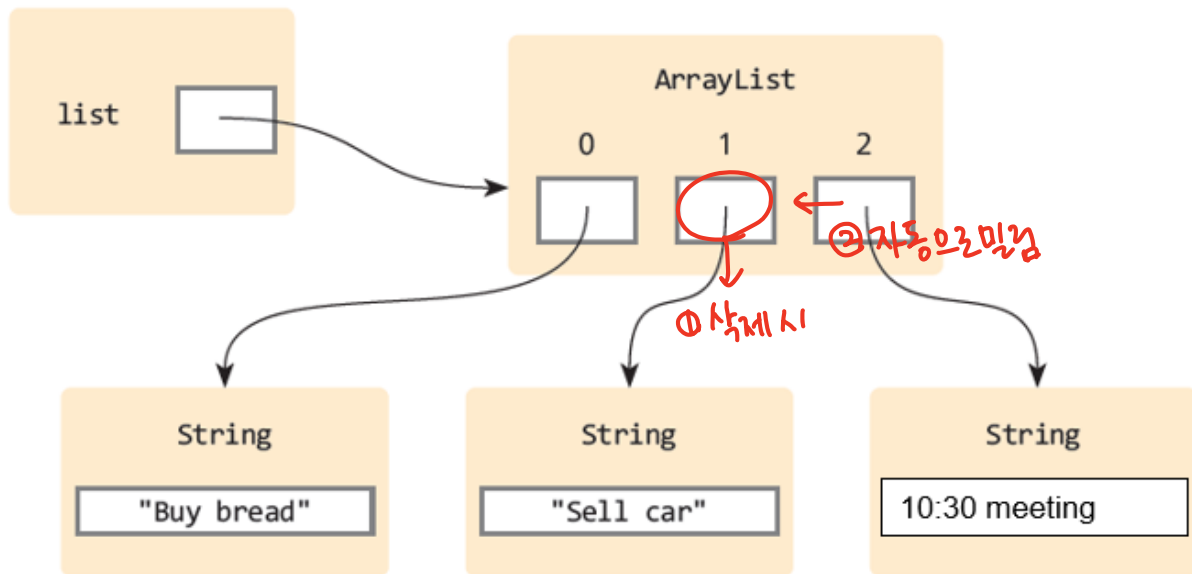 ArrayList
list
0 1 2
② 자동으로밀림
① 삭제 시
String String String
"Buy bread" "Sell car" 10:30 meeting